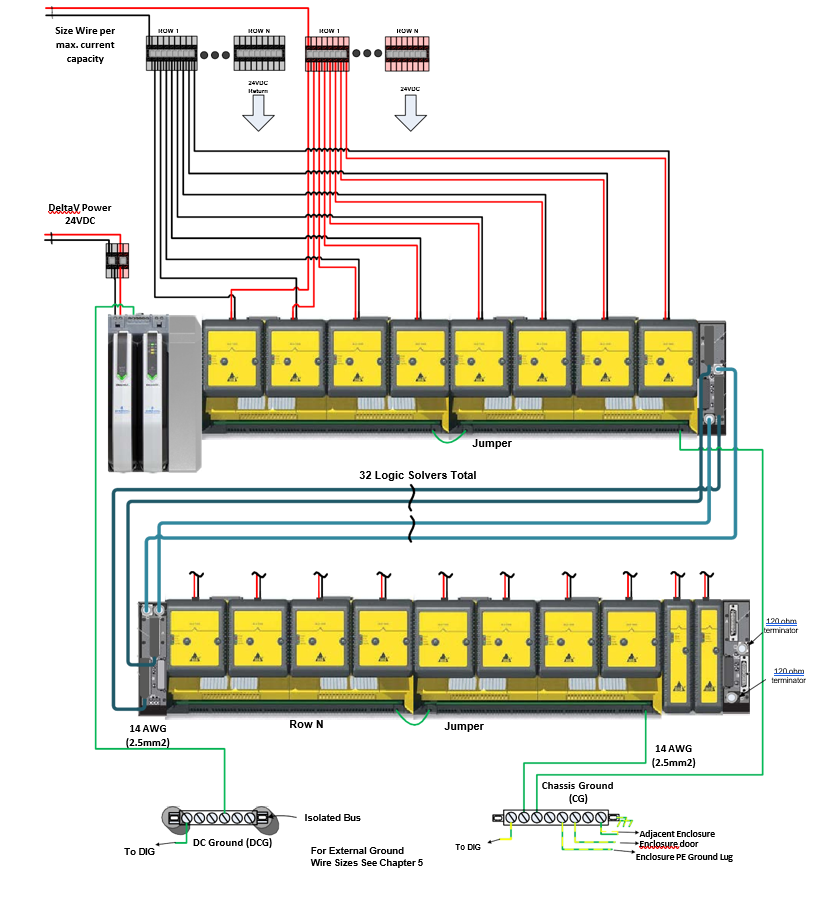 Size Wire per
max. current
capacity
ROW 1
ROW N
ROW 1
ROW N
24VDC
Return
24VDC
DeltaV Power
24VDC
Jumper
32 Logic Solvers Total
120 ohm
terminator
120 ohm
terminator
Row N
Jumper
14 AWG
(2.5mm2)
14 AWG
(2.5mm2)
Chassis Ground
(CG)
Isolated Bus
DC Ground (DCG)
To DIG
For External Ground
Wire Sizes See Chapter 5
To DIG
Adjacent Enclosure
Enclosure door
Enclosure PE Ground Lug